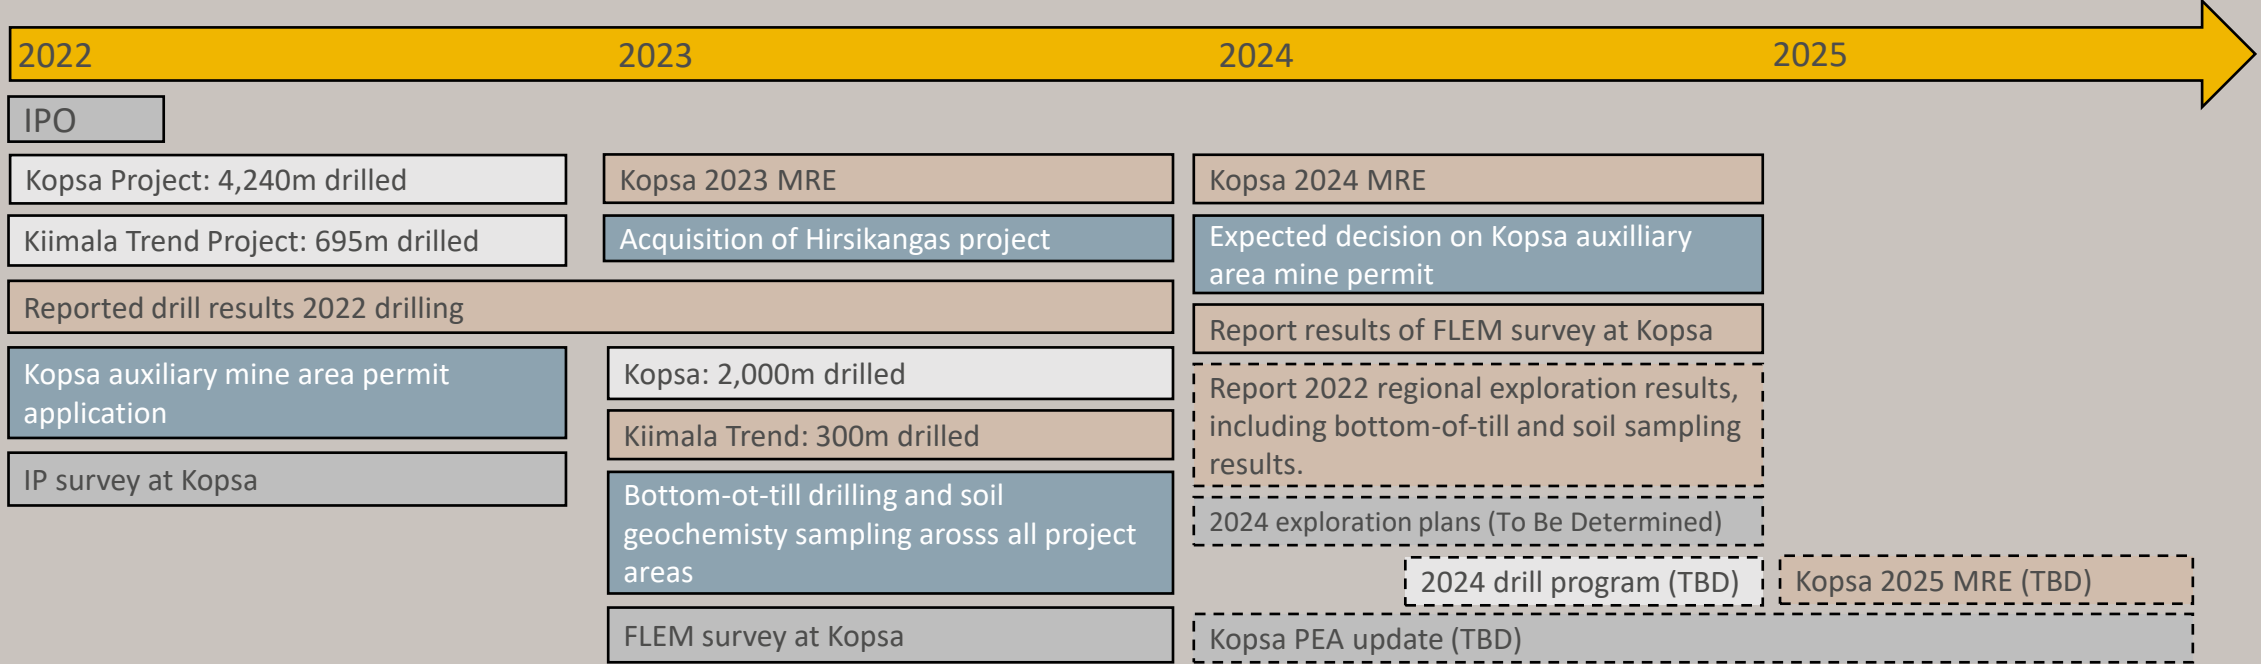 2022
2023
2024
2025
IPO
Kopsa Project: 4,240m drilled
Kiimala Trend Project: 695m drilled
Reported drill results 2022 drilling
Kopsa auxiliary mine area permit
application
IP survey at Kopsa
Kopsa 2023 MRE
Acquisition of Hirsikangas project
Kopsa: 2,000m drilled
Kiimala Trend: 300m drilled
Bottom-ot-till drilling and soil
geochemisty sampling arosss all project
areas
FLEM survey at Kopsa
Kopsa 2024 MRE
Expected decision on Kopsa auxilliary
area mine permit
Report results of FLEM survey at Kopsa
Report 2022 regional exploration results,
including bottom-of-till and soil sampling
results.
2024 exploration plans (To Be Determined)
2024 drill program (TBD)
Kopsa 2025 MRE (TBD)
Kopsa PEA update (TBD)